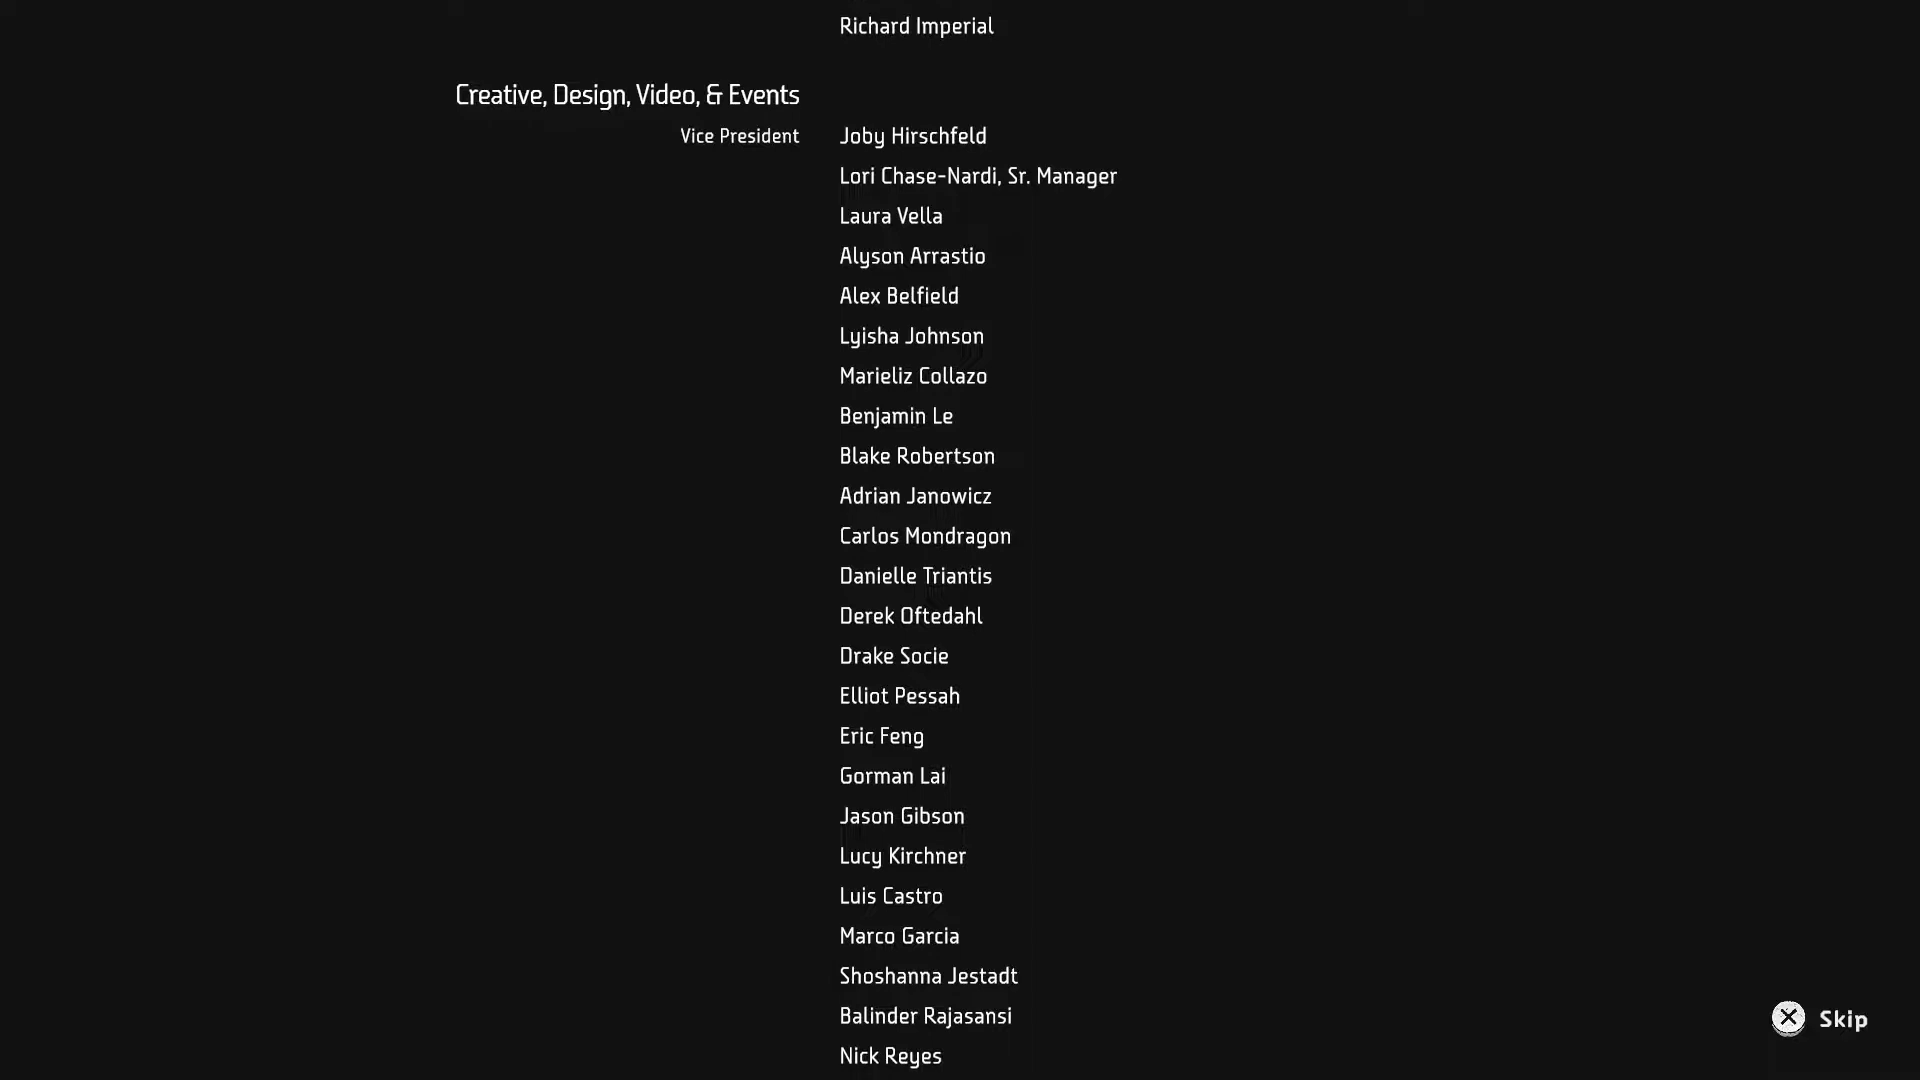 Richard Imperial
Creative, Design, Video, & Events
Vice President Joby Hirschfeld
Lori Chase-Nardi, Sr. Manager
Laura Vella
Alyson Arrastio
Alex Belfield
Lyisha Johnson
Marieliz Collazo
Benjamin Le
Blake Robertson
Adrian Janowicz
Carlos Mondragon
Danielle Triantis
Derek Oftedahl
Drake Socie
Elliot Pessah
Eric Feng
Gorman Lai
Jason Gibson
Lucy Kirchner
Luis Castro
Marco Garcia
Shoshanna Jestadt
Balinder Rajasansi
Nick Reyes
Skip